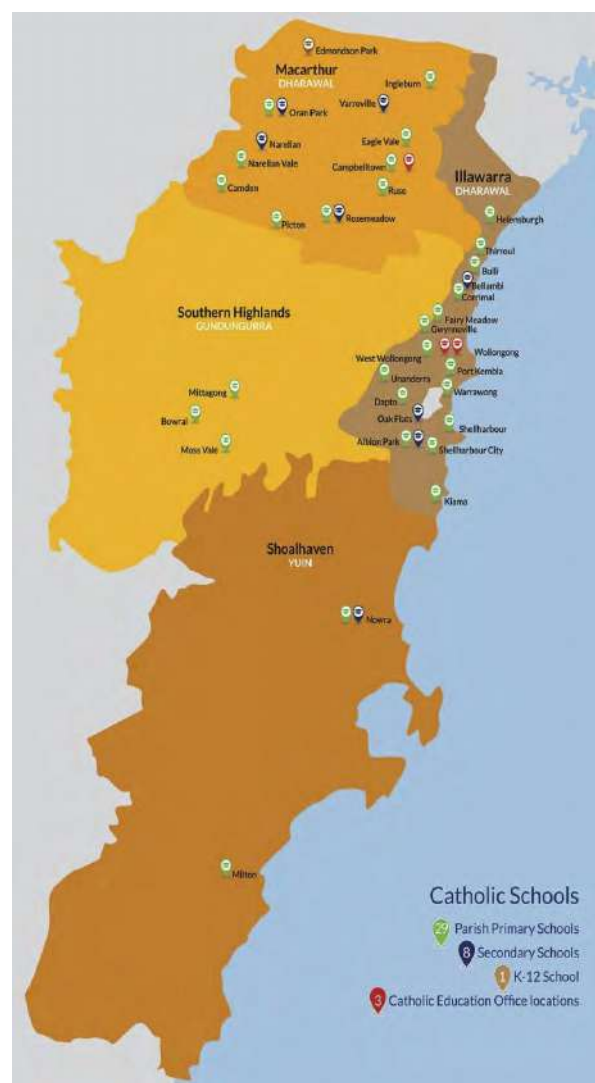 Edmondson Park
Macarthur
DHARAWAL
Ingleburn
Oran Park
Varroville
Narellan
Eagle Vale
Narellan Vale
Campbelltown
Illawarra
DHARAWAL
Camden
Ruse
Helensburgh
Picton
Rosemeadow
Thirroul
Bulli
Bellambi
Corrimal
Southern Highlands
GUNDUNGURRA
Fairy Meadow
Gwynneville
West Wollongong
Wollongong
Port Kembla
Unanderra
Mittagong
Dapto
Warrawong
Bowral
Oak Flats
Shellharbour
Moss Vale
Albion Park
Shellharbour City
Kiama
Shoalhaven
YUIN
Nowra
Milton
Catholic Schools
29 Parish Primary Schools
8 Secondary Schools
1 K-12 School
3 Catholic Education Office locations